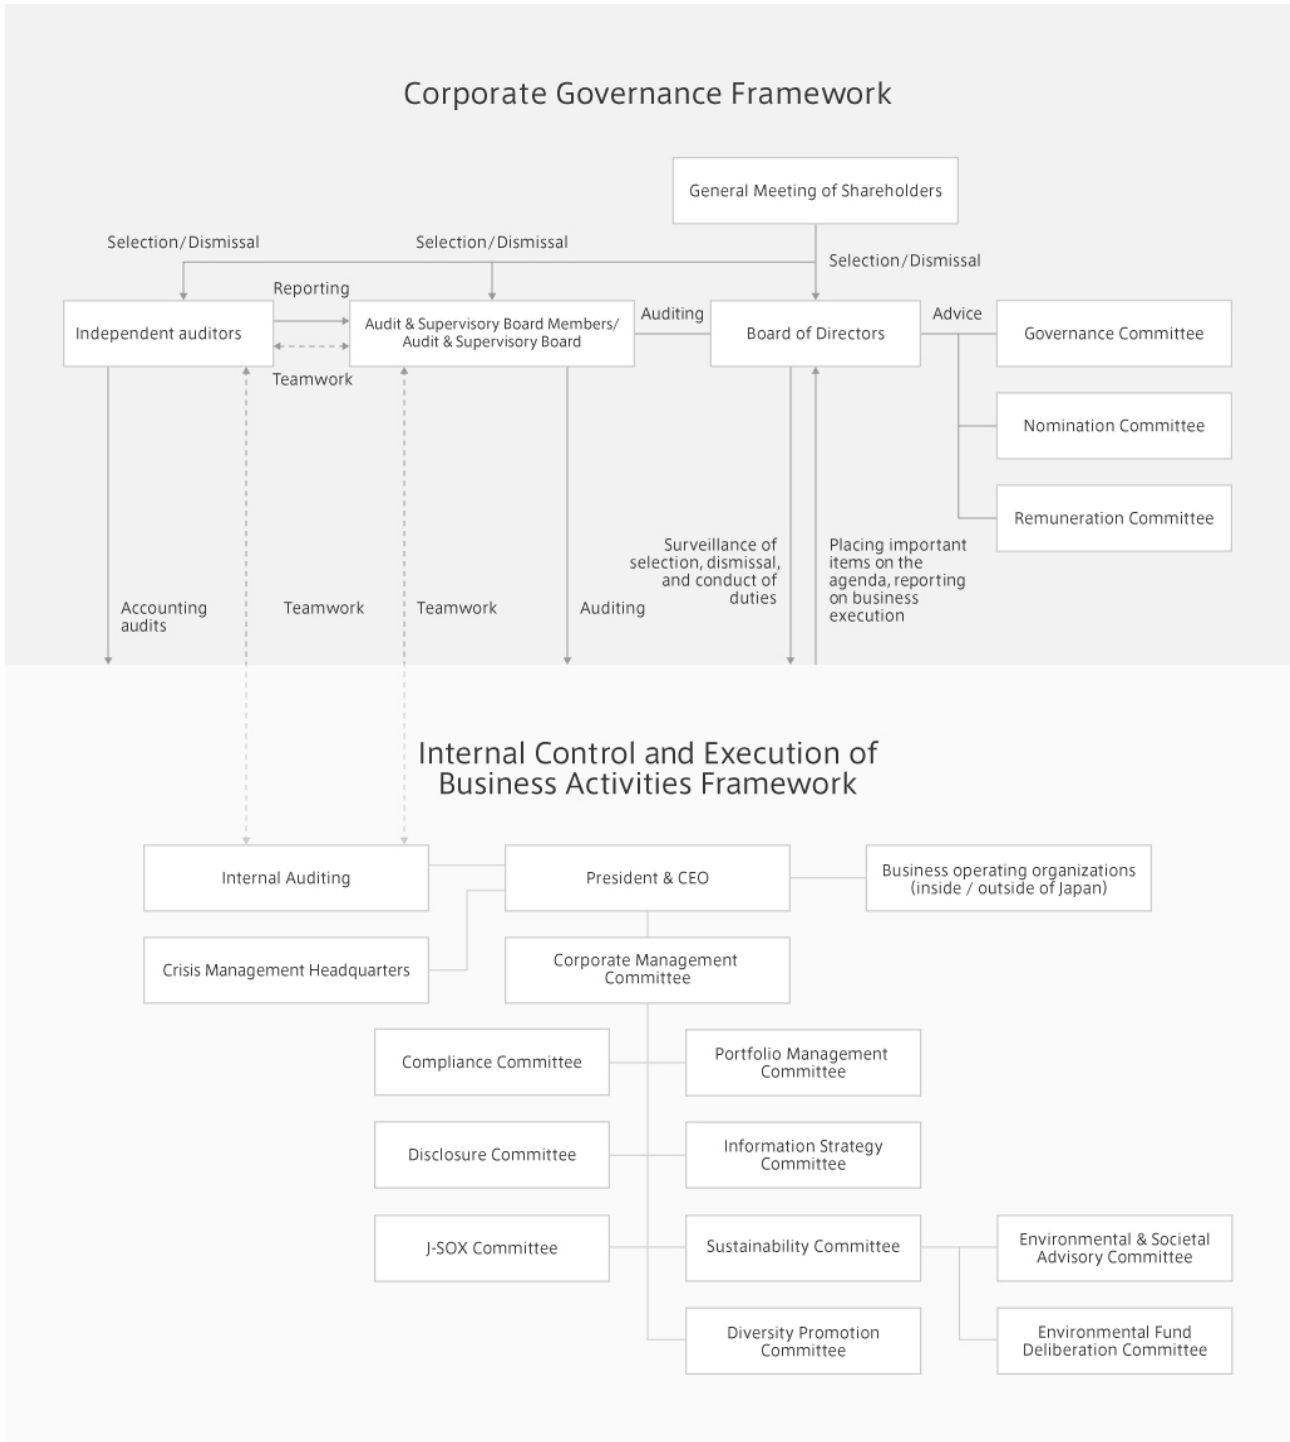 Corporate Governance Framework
General Meeting of Shareholders
Selection/Dismissal
Selection/Dismissal
Selection/Dismissal
Reporting
Independent auditors
Audit & Supervisory Board Members/
Audit & Supervisory Board
Auditing
Board of Directors
Advice
Governance Committee
Teamwork
Nomination Committee
Remuneration Committee
Accounting
audits
Teamwork
Teamwork
Auditing
Surveillance of
selection, dismissal,
and conduct of
duties
Placing important
items on the
agenda, reporting
on business
execution
Internal Control and Execution of
Business Activities Framework
Internal Auditing
President & CEO
Business operating organizations
(inside / outside of Japan)
Crisis Management Headquarters
Corporate Management
Committee
Compliance Committee
Portfolio Management
Committee
Disclosure Committee
Information Strategy
Committee
J-SOX Committee
Sustainability Committee
Environmental & Societal
Advisory Committee
Diversity Promotion
Committee
Environmental Fund
Deliberation Committee